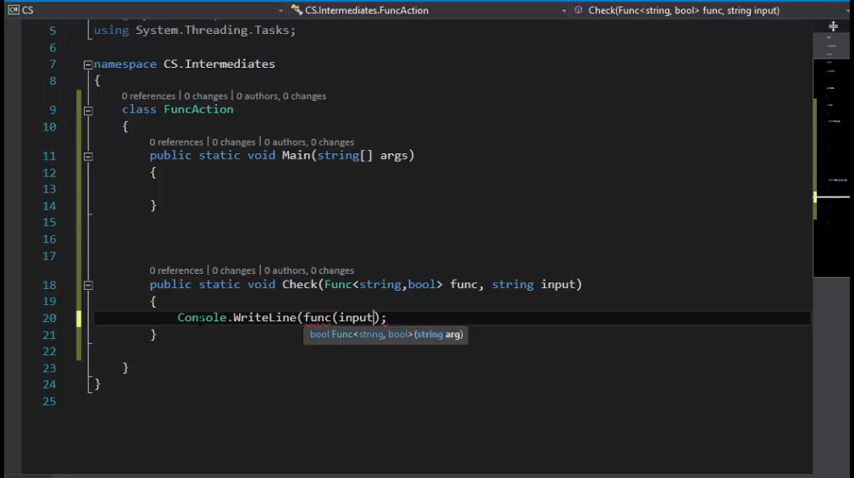 CS
CS.Intermediates.FuncAction
Check(Func<string, bool> func, string input)
5 using System.Threading.Tasks;
6
7 namespace CS.Intermediates
8 {
0 references | 0 changes | 0 authors, 0 changes
9 class FuncAction
10 {
0 references | 0 changes | 0 authors, 0 changes
11 public static void Main(string[] args)
12 {
13
14 }
15
16
17
0 references | 0 changes | 0 authors, 0 changes
18 public static void Check(Func<string,bool> func, string input)
19 {
20 Console.WriteLine(func(input);
21 }
bool Func<string, bool>(string arg)
22
23 }
24 }
25